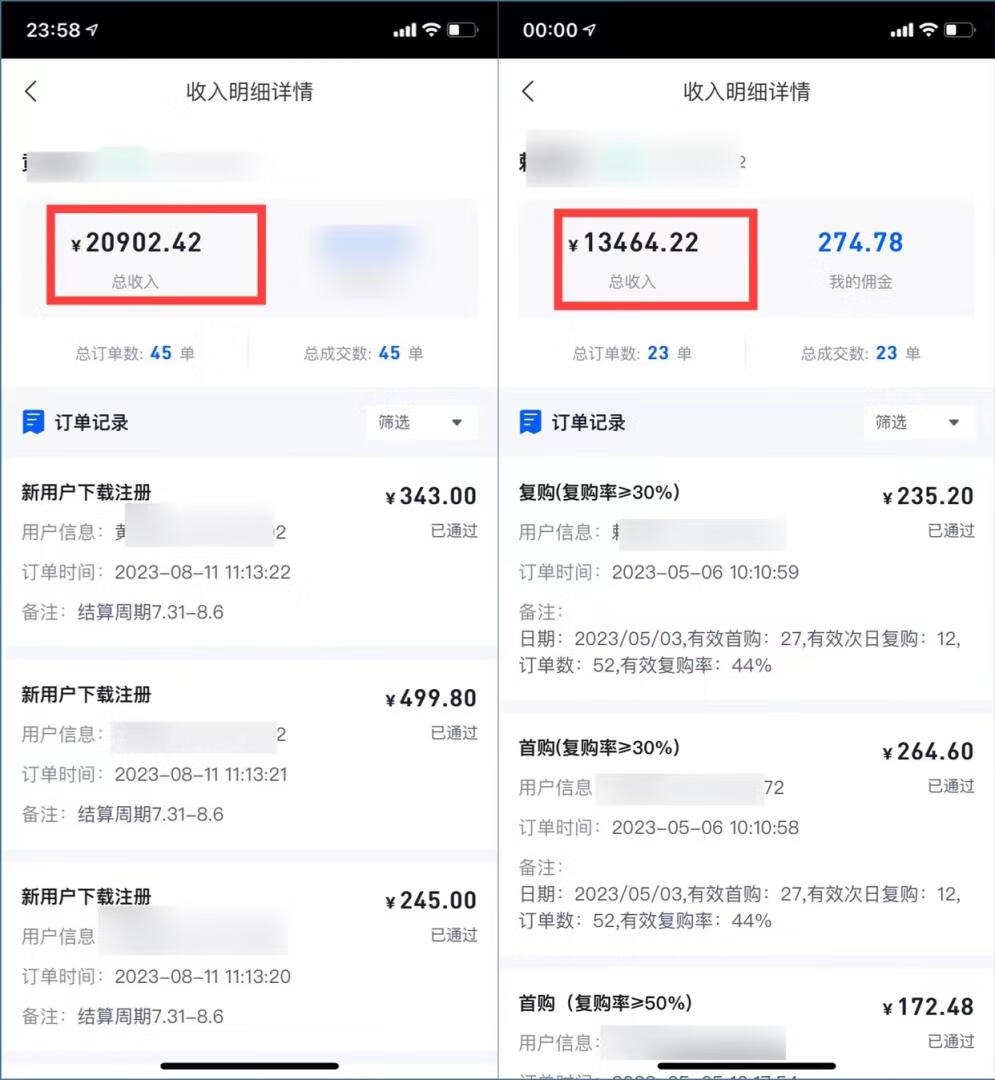 23:58
收入明细详情
¥20902.42
总收入
总订单数: 45 单
总成交数: 45 单
订单记录
筛选
新用户下载注册
¥343.00
用户信息:
2
已通过
订单时间: 2023-08-11 11:13:22
备注: 结算周期7.31-8.6
新用户下载注册
¥499.80
用户信息:
2
已通过
订单时间: 2023-08-11 11:13:21
备注: 结算周期7.31-8.6
新用户下载注册
¥245.00
用户信息
已通过
订单时间: 2023-08-11 11:13:20
备注: 结算周期7.31-8.6
00:00
收入明细详情
2
¥13464.22
总收入
274.78
我的佣金
总订单数: 23 单
总成交数: 23 单
订单记录
筛选
复购(复购率≥30%)
¥235.20
用户信息:
已通过
订单时间: 2023-05-06 10:10:59
备注:
日期: 2023/05/03,有效首购: 27,有效次日复购: 12,
订单数: 52,有效复购率: 44%
首购(复购率≥30%)
¥264.60
用户信息
72
已通过
订单时间: 2023-05-06 10:10:58
备注:
日期: 2023/05/03,有效首购: 27,有效次日复购: 12,
订单数: 52,有效复购率: 44%
首购（复购率≥50%）
¥172.48
用户信息:
已通过